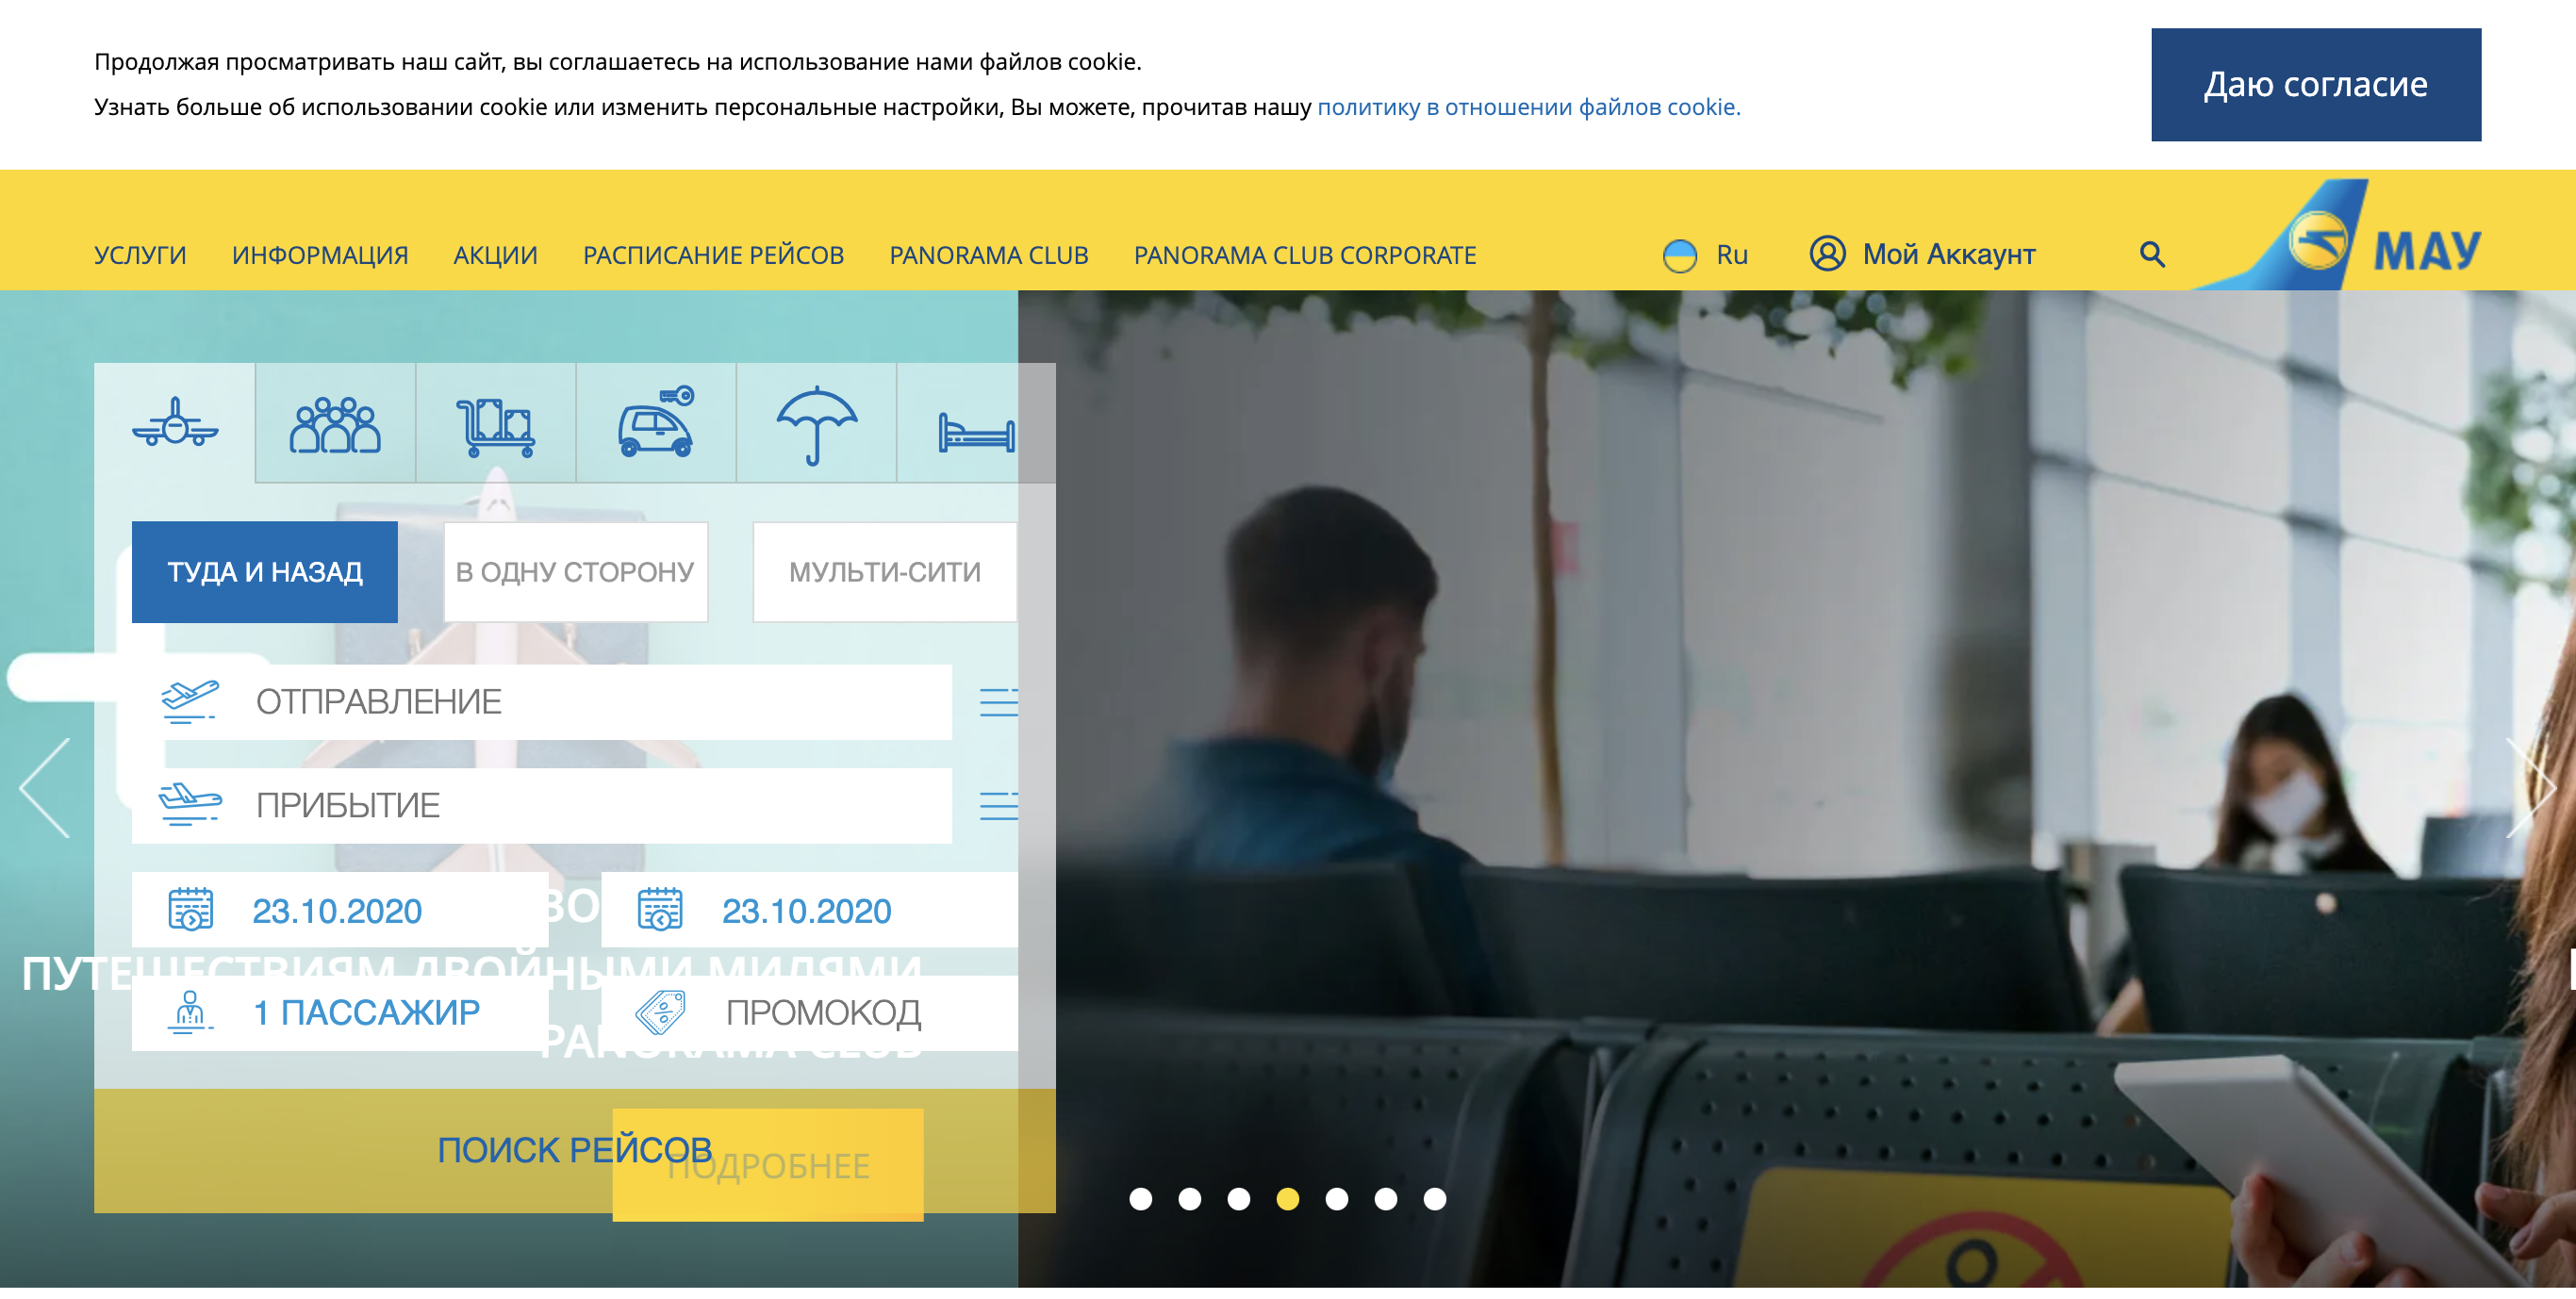 Продолжая просматривать наш сайт, вы соглашаетесь на использование нами файлов cookie.
Узнать больше об использовании cookie или изменить персональные настройки, Вы можете, прочитав нашу политику в отношении файлов cookie.
Даю согласие
УСЛУГИ ИНФОРМАЦИЯ АКЦИИ РАСПИСАНИЕ РЕЙСОВ PANORAMA CLUB PANORAMA CLUB CORPORATE Ru Мой Аккаунт МАУ
ТУДА И НАЗАД В ОДНУ СТОРОНУ МУЛЬТИ-СИТИ
ОТПРАВЛЕНИЕ
ПРИБЫТИЕ
23.10.2020 23.10.2020
ПУТЕШЕСТВИЯМ ДВОЙНЫМИ МИЛЯМИ
1 ПАССАЖИР ПРОМОКОД
PANORAMA CLUB
ПОИСК РЕЙСОВ
ПОДРОБНЕЕ